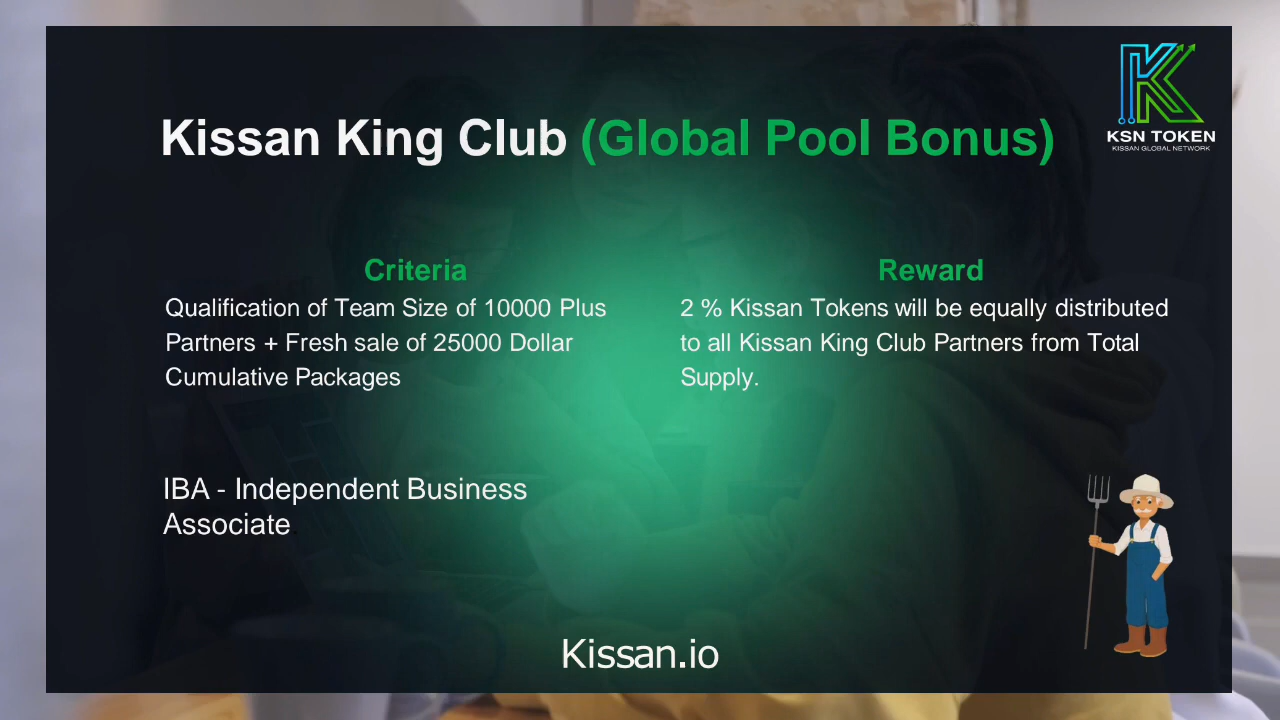 KSN TOKEN
KISSAN GLOBAL NETWORK
Kissan King Club (Global Pool Bonus)
Criteria
Qualification of Team Size of 10000 Plus
Partners + Fresh sale of 25000 Dollar
Cumulative Packages
Reward
2 % Kissan Tokens will be equally distributed
to all Kissan King Club Partners from Total
Supply.
IBA - Independent Business
Associate.
Kissan.io